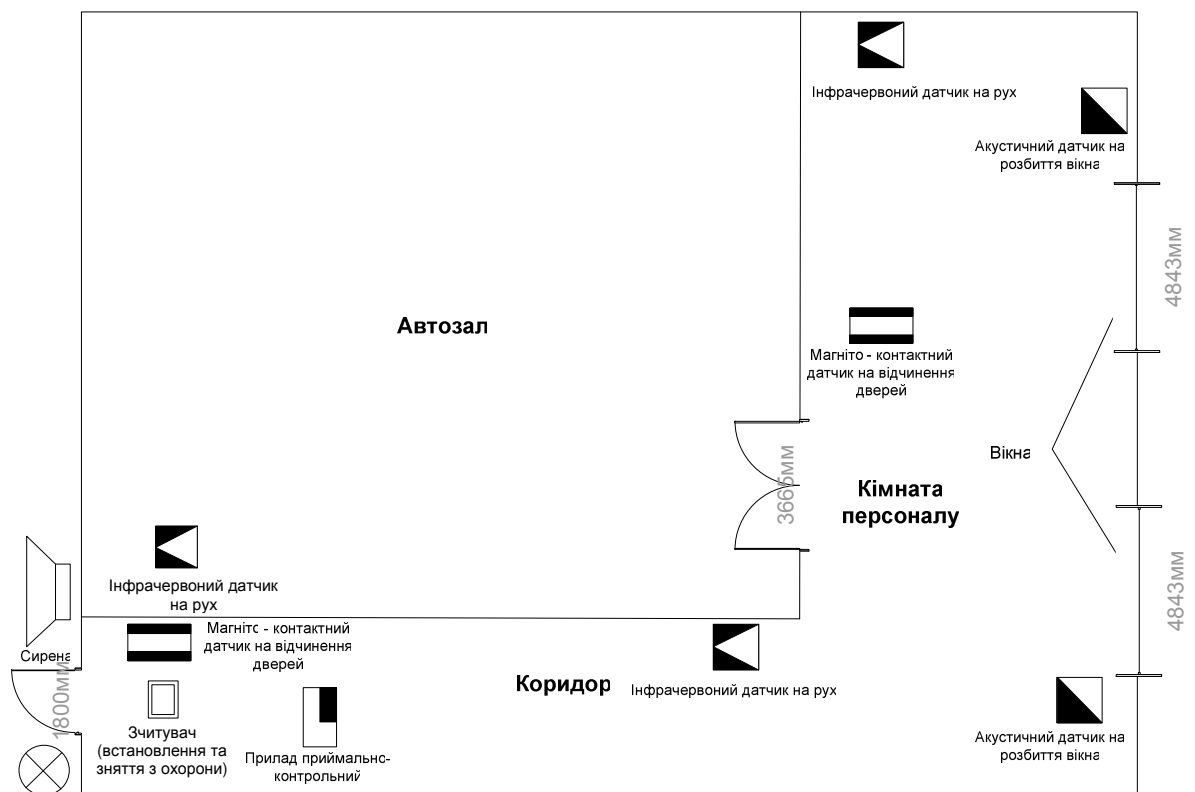 Інфрачервоний датчик на рух
Акустичний датчик на
розбиття вікна
4843мм
Автозал
Магніто - контактний
датчик на відчинення
дверей
Вікна
3665мм
Кімната
персоналу
4843мм
Інфрачервоний датчик
на рух
Магніто - контактний
датчик на відчинення
дверей
Сирена
1800мм
Коридор
Інфрачервоний датчик на рух
Зчитувач
(встановлення та
зняття з охорони)
Прилад приймально-
контрольний
Акустичний датчик на
розбиття вікна